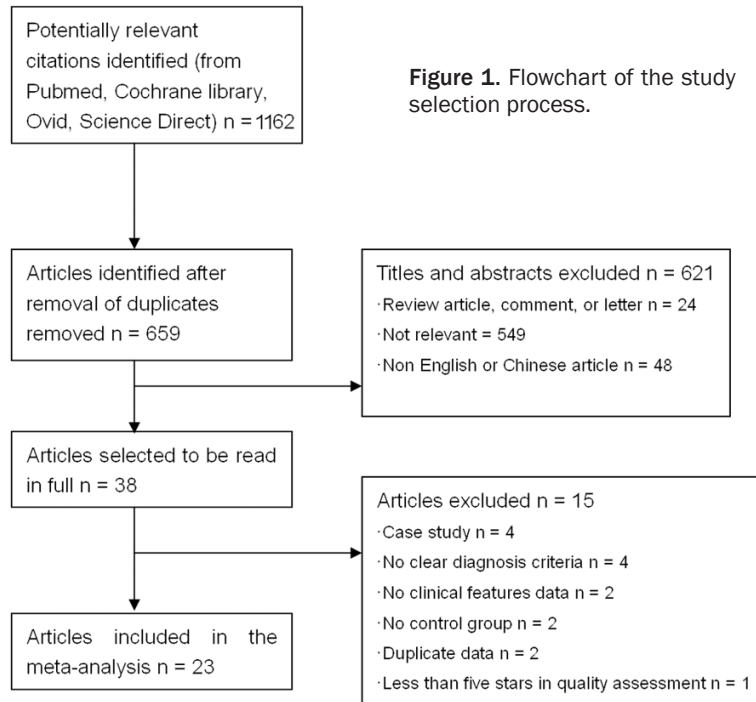 Potentially relevant
citations identified (from
Pubmed, Cochrane library,
Ovid, Science Direct) n = 1162
Figure 1. Flowchart of the study
selection process.
Articles identified after
removal of duplicates
removed n = 659
Titles and abstracts excluded n = 621
·Review article, comment, or letter n = 24
·Not relevant = 549
·Non English or Chinese article n = 48
Articles selected to be read
in full n = 38
Articles excluded n = 15
·Case study n = 4
·No clear diagnosis criteria n = 4
·No clinical features data n = 2
·No control group n = 2
·Duplicate data n = 2
·Less than five stars in quality assessment n = 1
Articles included in the
meta-analysis n = 23